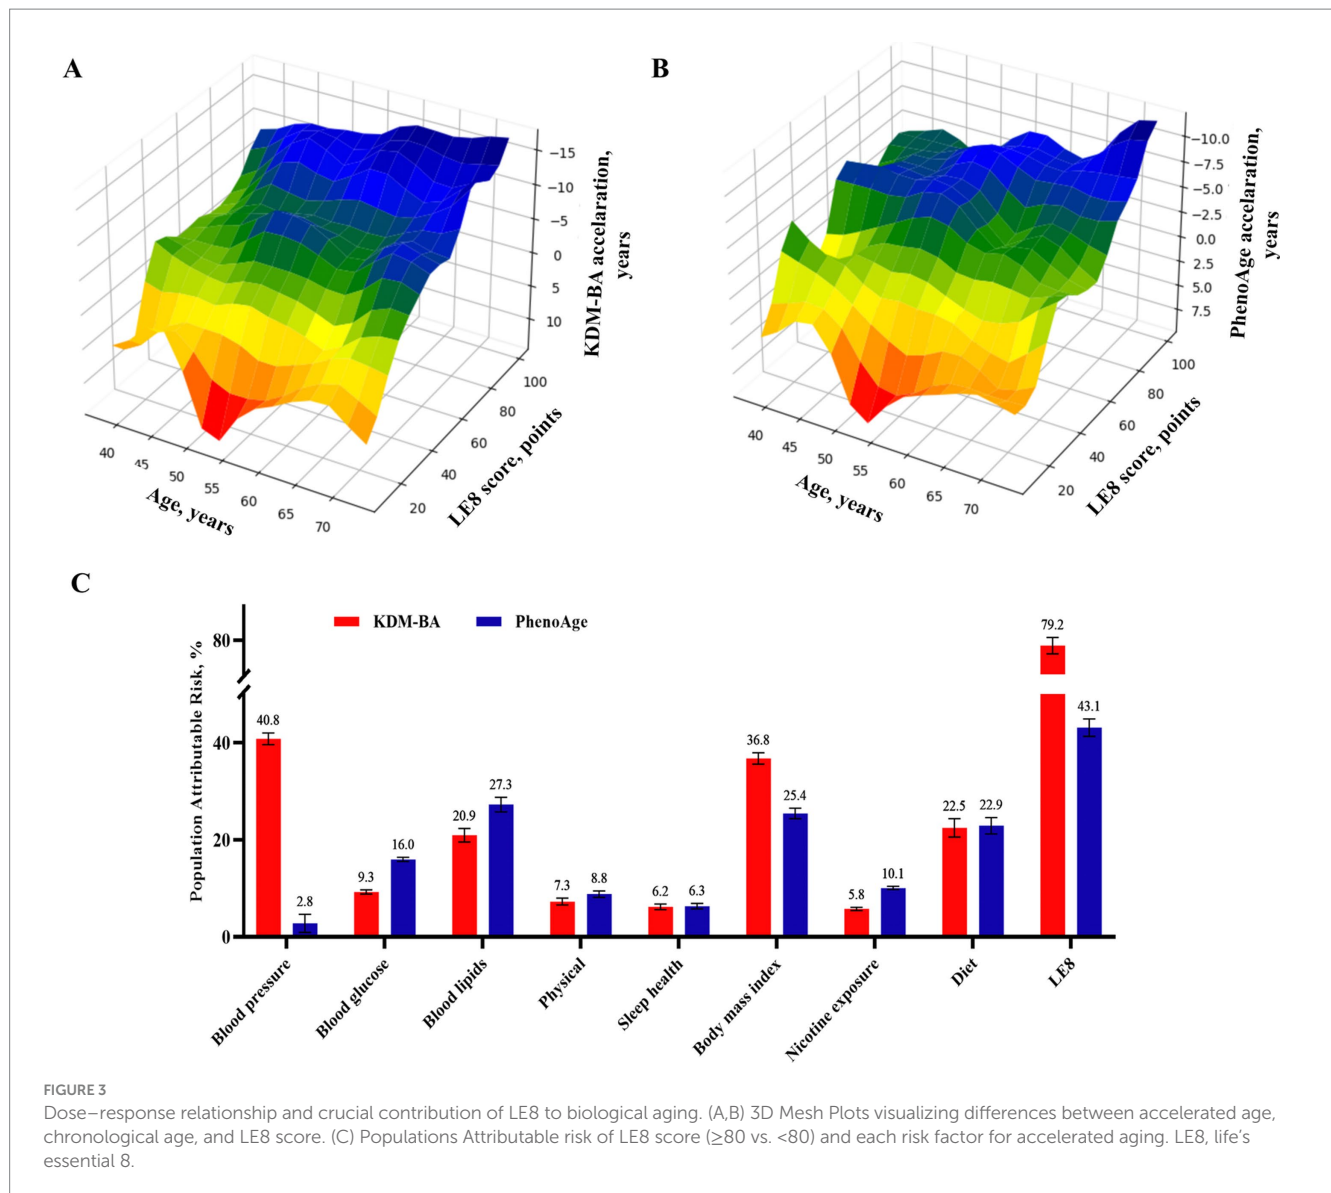 A
B
−15
−10
−5
0
5
10
KDM-BA accelaration,
years
100
80
60
40
20
LE8 score, points
40
45
50
55
60
65
70
Age, years
−10.0
−7.5
−5.0
−2.5
0.0
2.5
5.0
7.5
PhenoAge accelaration,
years
100
80
60
40
20
LE8 score, points
40
45
50
55
60
65
70
Age, years
C
KDM-BA
PhenoAge
Population Attributable Risk, %
80
40
20
0
40.8
2.8
9.3
16.0
20.9
27.3
7.3
8.8
6.2
6.3
36.8
25.4
5.8
10.1
22.5
22.9
79.2
43.1
Blood pressure
Blood glucose
Blood lipids
Physical
Sleep health
Body mass index
Nicotine exposure
Diet
LE8
FIGURE 3
Dose–response relationship and crucial contribution of LE8 to biological aging. (A,B) 3D Mesh Plots visualizing differences between accelerated age,
chronological age, and LE8 score. (C) Populations Attributable risk of LE8 score (≥80 vs. <80) and each risk factor for accelerated aging. LE8, life’s
essential 8.